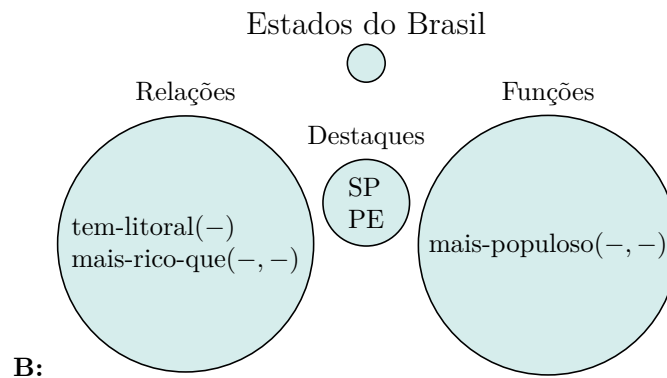 Estados do Brasil
Relações
Funções
Destaques
SP
PE
tem-litoral(−)
mais-rico-que(−, −)
mais-populoso(−, −)
B: